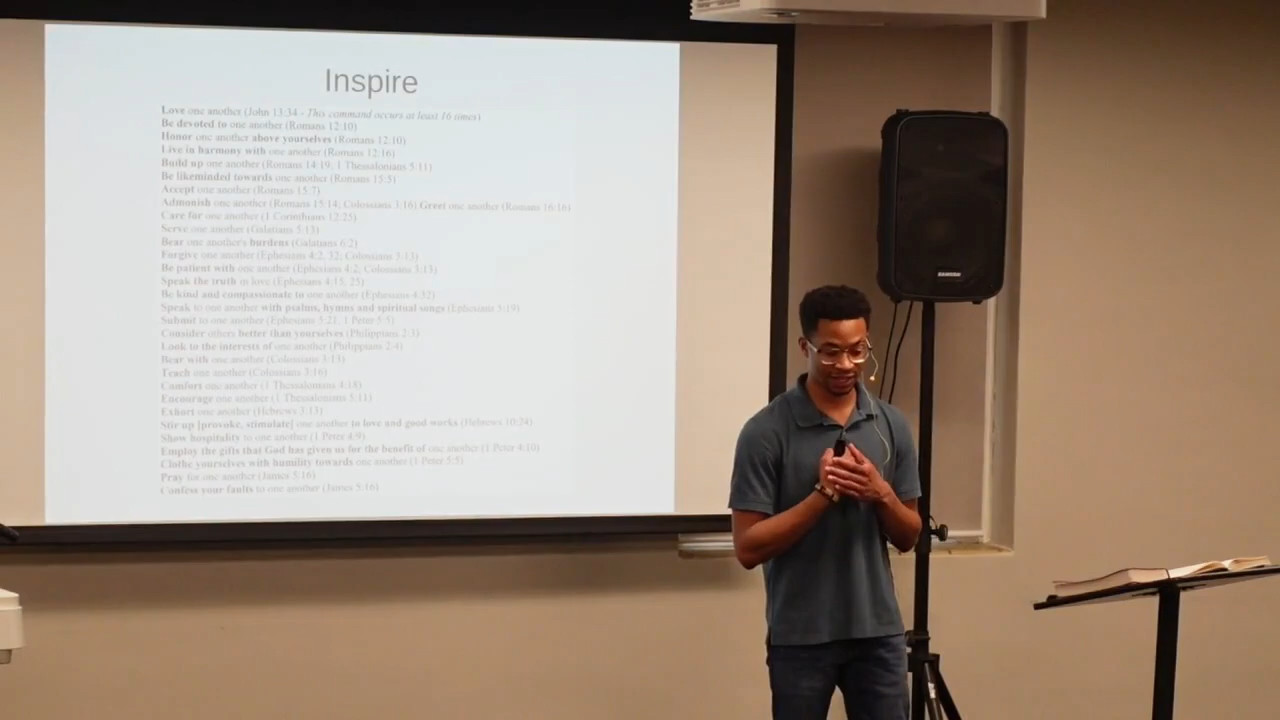 Inspire
Love one another (John 13:34 - This command occurs at least 16 times)
Be devoted to one another (Romans 12:10)
Honor one another above yourselves (Romans 12:10)
Live in harmony with one another (Romans 12:16)
Build up one another (Romans 14:19; 1 Thessalonians 5:11)
Be likeminded towards one another (Romans 15:5)
Accept one another (Romans 15:7)
Admonish one another (Romans 15:14; Colossians 3:16) Greet one another (Romans 16:16)
Care for one another (1 Corinthians 12:25)
Serve one another (Galatians 5:13)
Bear one another's burdens (Galatians 6:2)
Forgive one another (Ephesians 4:2, 32; Colossians 3:13)
Be patient with one another (Ephesians 4:2; Colossians 3:13)
Speak the truth in love (Ephesians 4:15, 25)
Be kind and compassionate to one another (Ephesians 4:32)
Speak to one another with psalms, hymns and spiritual songs (Ephesians 5:19)
Submit to one another (Ephesians 5:21, 1 Peter 5:5)
Consider others better than yourselves (Philippians 2:3)
Look to the interests of one another (Philippians 2:4)
Bear with one another (Colossians 3:13)
Teach one another (Colossians 3:16)
Comfort one another (1 Thessalonians 4:18)
Encourage one another (1 Thessalonians 5:11)
Exhort one another (Hebrews 3:13)
Stir up [provoke, stimulate] one another to love and good works (Hebrews 10:24)
Show hospitality to one another (1 Peter 4:9)
Employ the gifts that God has given us for the benefit of one another (1 Peter 4:10)
Clothe yourselves with humility towards one another (1 Peter 5:5)
Pray for one another (James 5:16)
Confess your faults to one another (James 5:16)
SAMSON